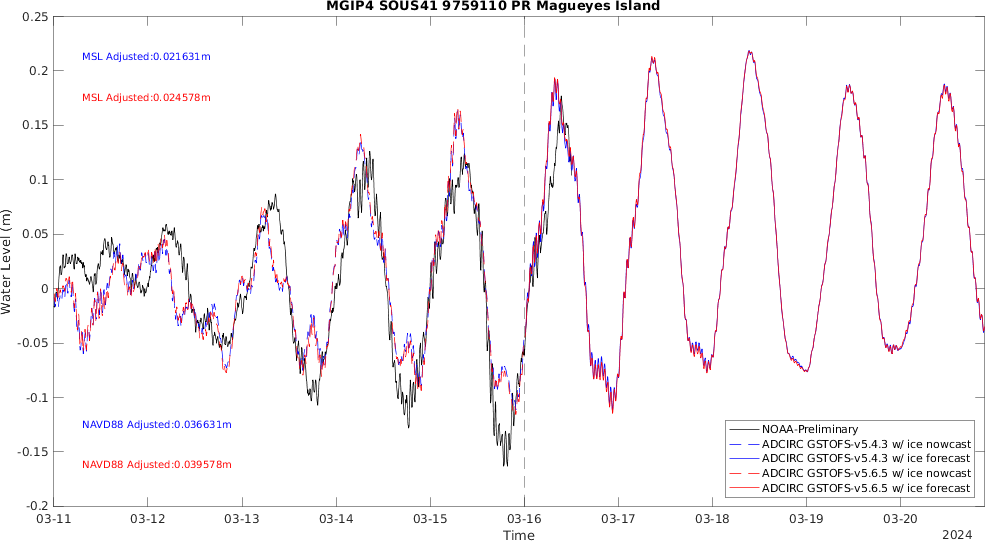 MGIP4 SOUS41 9759110 PR Magueyes Island
0.25
0.2
0.15
0.1
0.05
0
-0.05
-0.1
-0.15
-0.2
Water Level (m)
MSL Adjusted:0.021631m
MSL Adjusted:0.024578m
NAVD88 Adjusted:0.036631m
NAVD88 Adjusted:0.039578m
NOAA-Preliminary
ADCIRC GSTOFS-v5.4.3 w/ ice nowcast
ADCIRC GSTOFS-v5.4.3 w/ ice forecast
ADCIRC GSTOFS-v5.6.5 w/ ice nowcast
ADCIRC GSTOFS-v5.6.5 w/ ice forecast
03-11 03-12 03-13 03-14 03-15 03-16 03-17 03-18 03-19 03-20
Time
2024